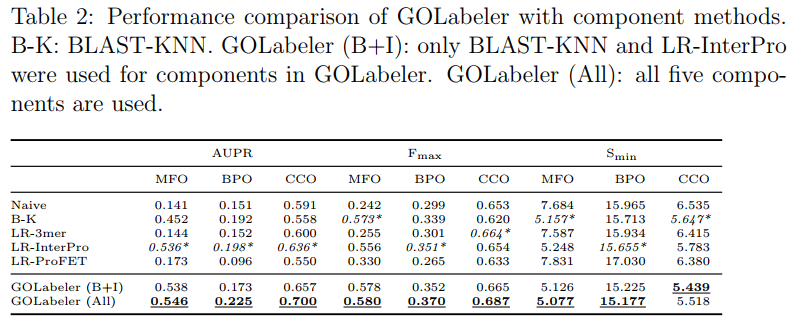 Table 2: Performance comparison of GOLabeler with component methods.
B-K: BLAST-KNN. GOLabeler (B+I): only BLAST-KNN and LR-InterPro
were used for components in GOLabeler. GOLabeler (All): all five compo-
nents are used.
AUPR Fmax Smin
MFO BPO CCO MFO BPO CCO MFO BPO CCO
Naive 0.141 0.151 0.591 0.242 0.299 0.653 7.684 15.965 6.535
B-K 0.452 0.192 0.558 0.573* 0.339 0.620 5.157* 15.713 5.647*
LR-3mer 0.144 0.152 0.600 0.255 0.301 0.664* 7.587 15.934 6.415
LR-InterPro 0.536* 0.198* 0.636* 0.556 0.351* 0.654 5.248 15.655* 5.783
LR-ProFET 0.173 0.096 0.550 0.330 0.265 0.633 7.831 17.030 6.380
GOLabeler (B+I) 0.538 0.173 0.657 0.578 0.352 0.665 5.126 15.225 5.439
GOLabeler (All) 0.546 0.225 0.700 0.580 0.370 0.687 5.077 15.177 5.518